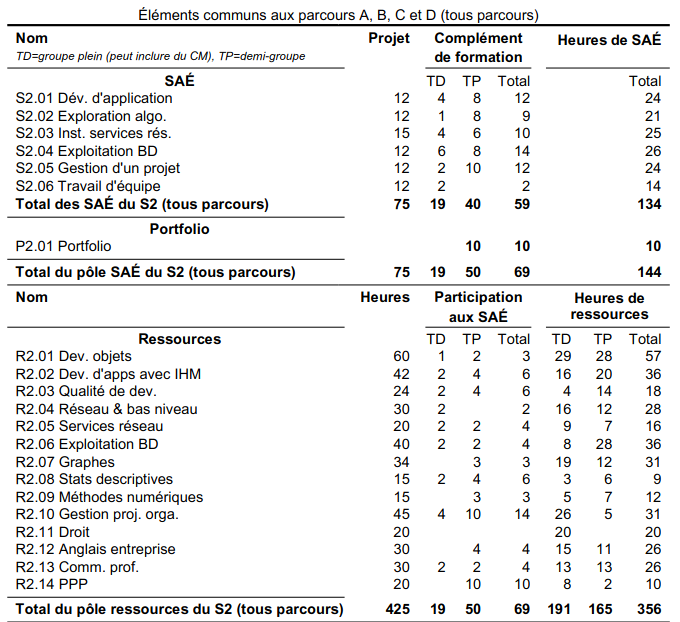 Éléments communs aux parcours A, B, C et D (tous parcours)
Nom Projet Complément Heures de SAÉ
TD=groupe plein (peut inclure du CM), TP=demi-groupe de formation
SAÉ TD TP Total Total
S2.01 Dév. d'application 12 4 8 12 24
S2.02 Exploration algo. 12 1 8 9 21
S2.03 Inst. services rés. 15 4 6 10 25
S2.04 Exploitation BD 12 6 8 14 26
S2.05 Gestion d'un projet 12 2 10 12 24
S2.06 Travail d'équipe 12 2 2 14
Total des SAÉ du S2 (tous parcours) 75 19 40 59 134
Portfolio
P2.01 Portfolio 10 10 10
Total du pôle SAÉ du S2 (tous parcours) 75 19 50 69 144
Nom Heures Participation Heures de
aux SAÉ ressources
Ressources TD TP Total TD TP Total
R2.01 Dev. objets 60 1 2 3 29 28 57
R2.02 Dev. d'apps avec IHM 42 2 4 6 16 20 36
R2.03 Qualité de dev. 24 2 4 6 4 14 18
R2.04 Réseau & bas niveau 30 2 2 16 12 28
R2.05 Services réseau 20 2 2 4 9 7 16
R2.06 Exploitation BD 40 2 2 4 8 28 36
R2.07 Graphes 34 3 3 19 12 31
R2.08 Stats descriptives 15 2 4 6 3 6 9
R2.09 Méthodes numériques 15 3 3 5 7 12
R2.10 Gestion proj. orga. 45 4 10 14 26 5 31
R2.11 Droit 20 20 20
R2.12 Anglais entreprise 30 4 4 15 11 26
R2.13 Comm. prof. 30 2 2 4 13 13 26
R2.14 PPP 20 10 10 8 2 10
Total du pôle ressources du S2 (tous parcours) 425 19 50 69 191 165 356